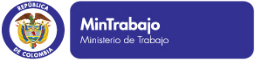 REPÚBLICA
DE COLOMBIA
MinTrabajo
Ministerio de Trabajo